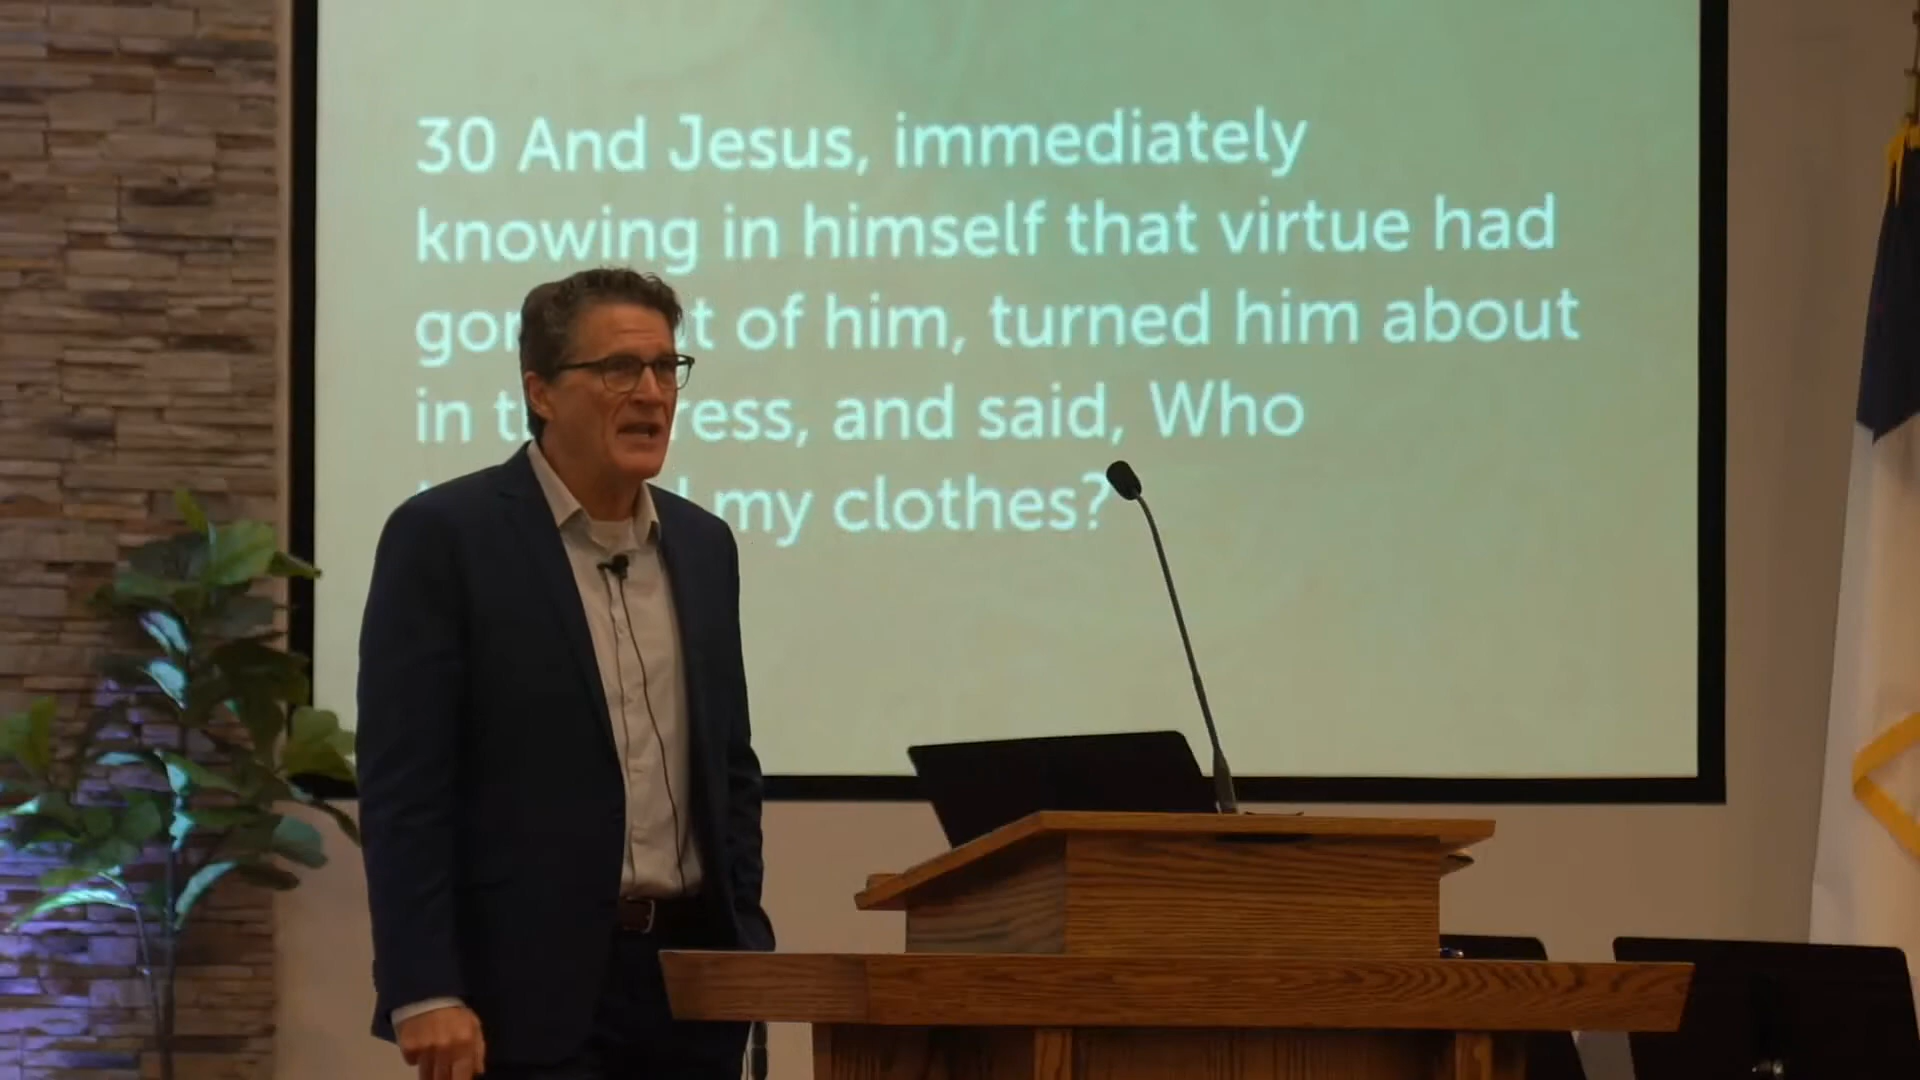 30 And Jesus, immediately
knowing in himself that virtue had
of him, turned him about
in and said, Who
my clothes?